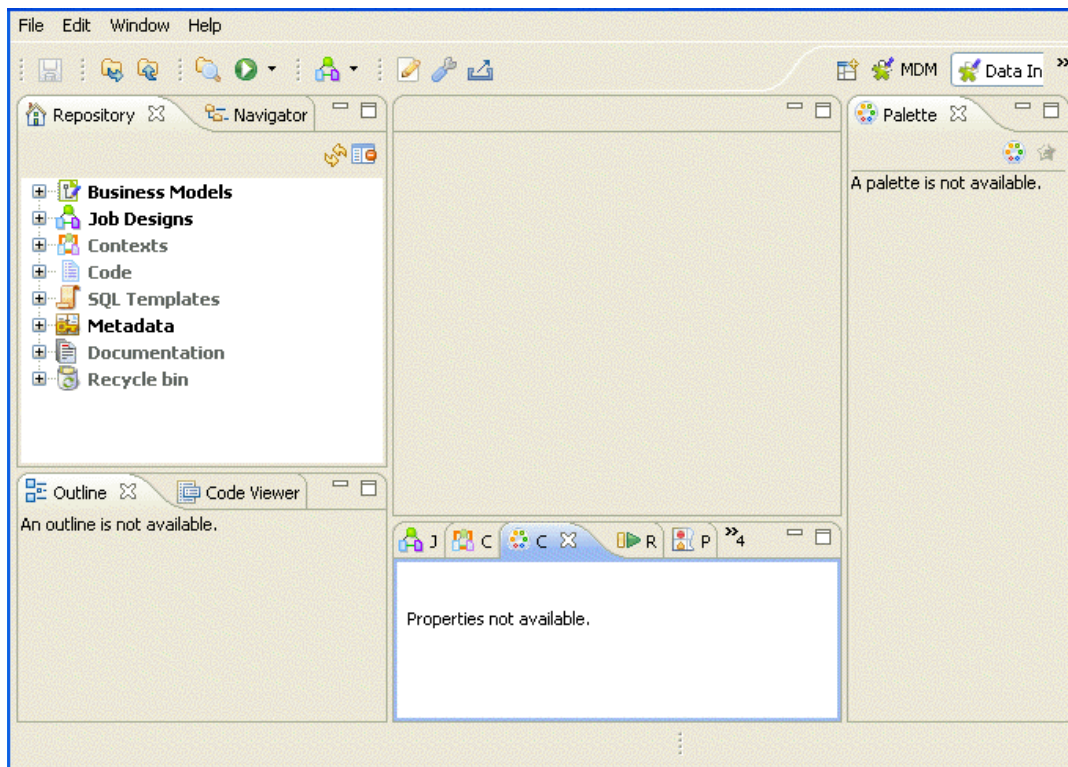 File Edit Window Help
MDM Data In »
Repository Navigator
Palette
A palette is not available.
Business Models
Job Designs
Contexts
Code
SQL Templates
Metadata
Documentation
Recycle bin
Outline Code Viewer
An outline is not available.
J C C R P »4
Properties not available.